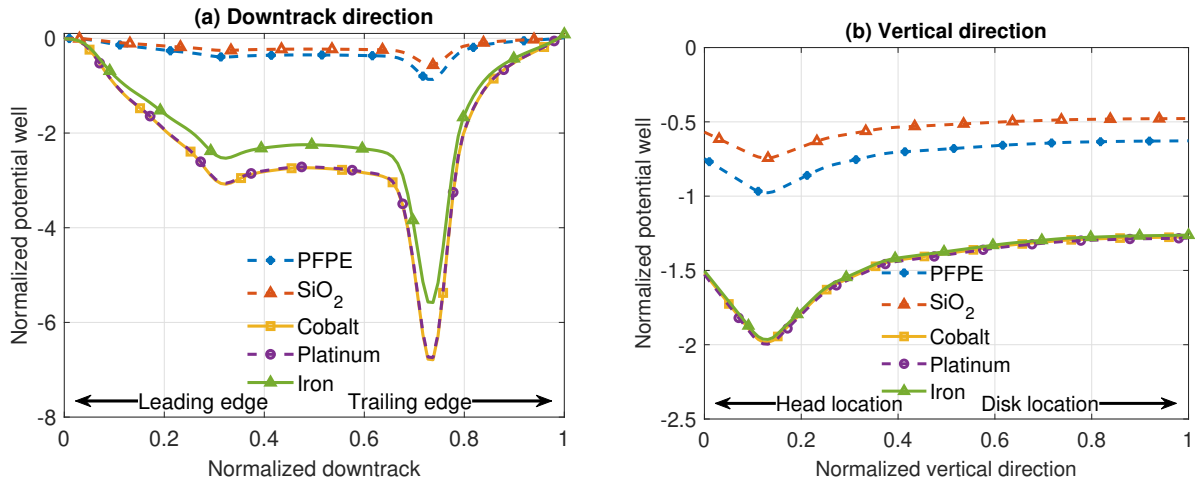 (a) Downtrack direction
Normalized potential well
0
-2
-4
-6
-8
PFPE
SiO2
Cobalt
Platinum
Iron
Leading edge
Trailing edge
0
0.2
0.4
0.6
0.8
1
Normalized downtrack
(b) Vertical direction
Normalized potential well
0
-0.5
-1
-1.5
-2
-2.5
PFPE
SiO2
Cobalt
Platinum
Iron
Head location
Disk location
0
0.2
0.4
0.6
0.8
1
Normalized vertical direction